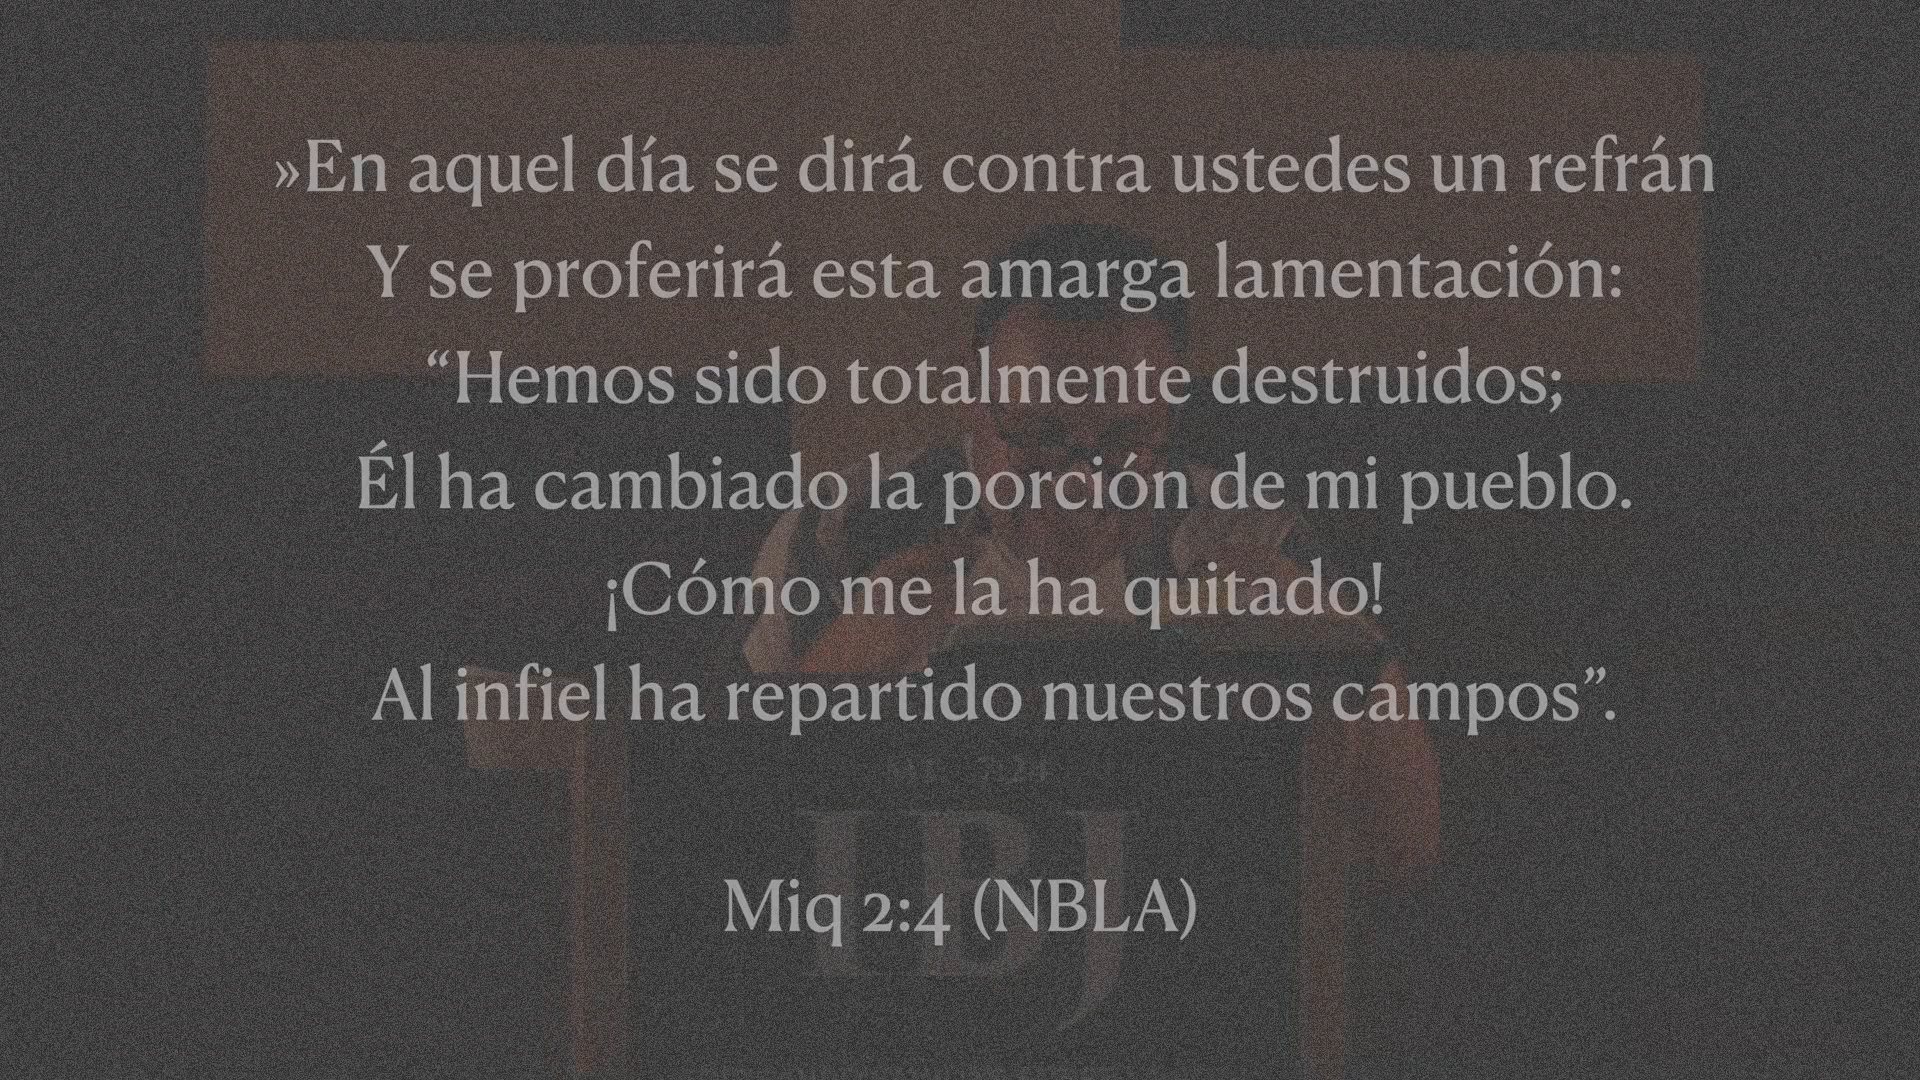 »En aquel día se dirá contra ustedes un refrán
Y se proferirá esta amarga lamentación:
“Hemos sido totalmente destruidos;
Él ha cambiado la porción de mi pueblo.
¡Cómo me la ha quitado!
Al infiel ha repartido nuestros campos”.
IBJ
Miq 2:4 (NBLA)